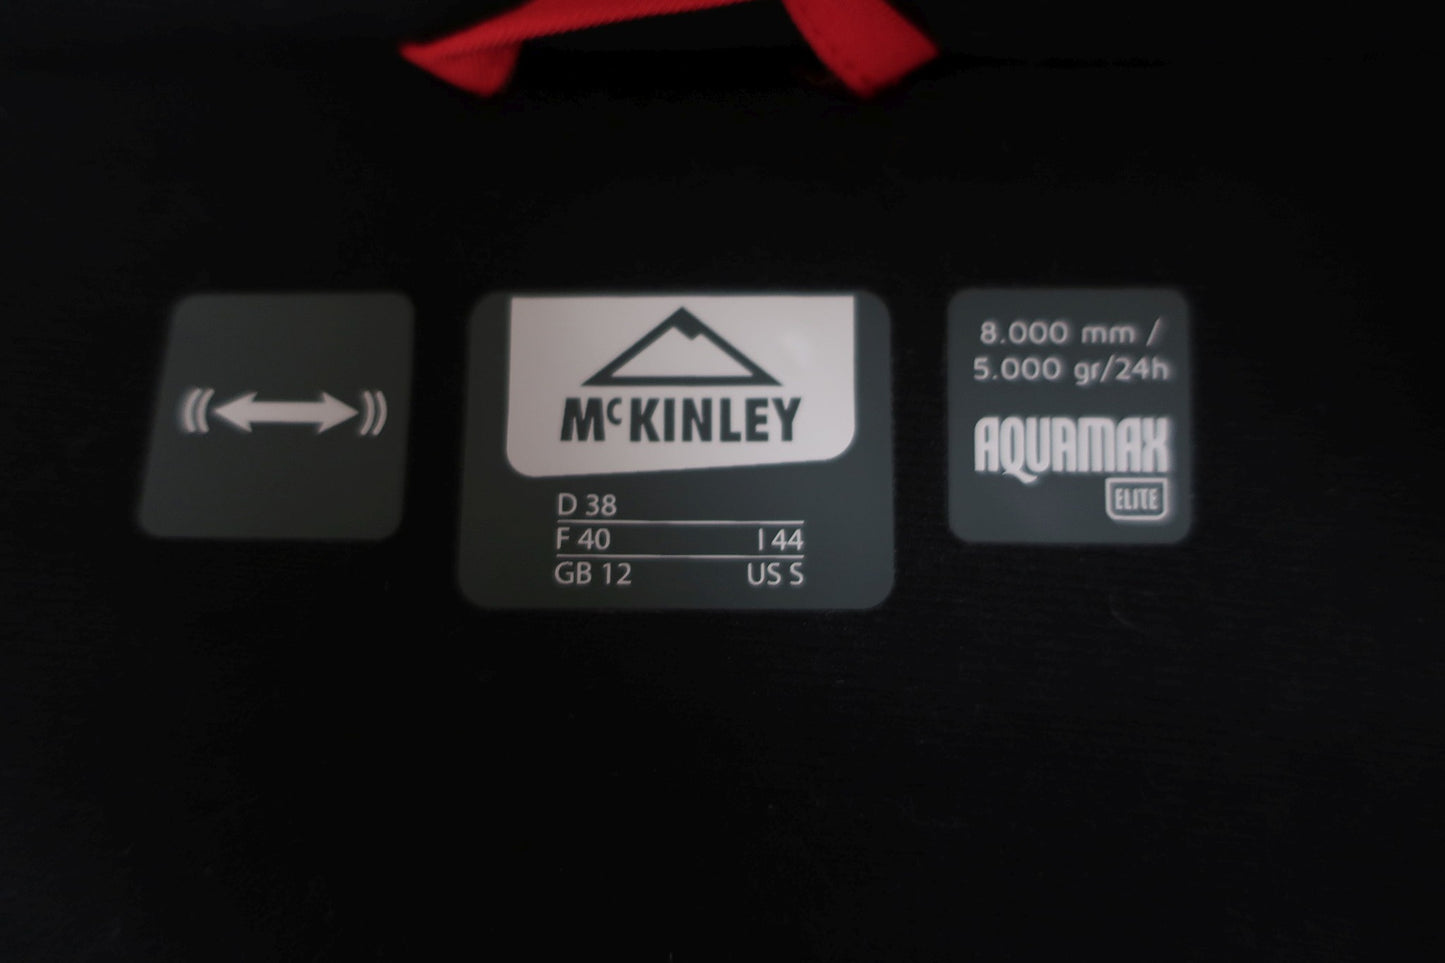 McKINLEY
D 38
F 40 I 44
GB 12 US S
8.000 mm /
5.000 gr/24h
AQUAMAX
ELITE